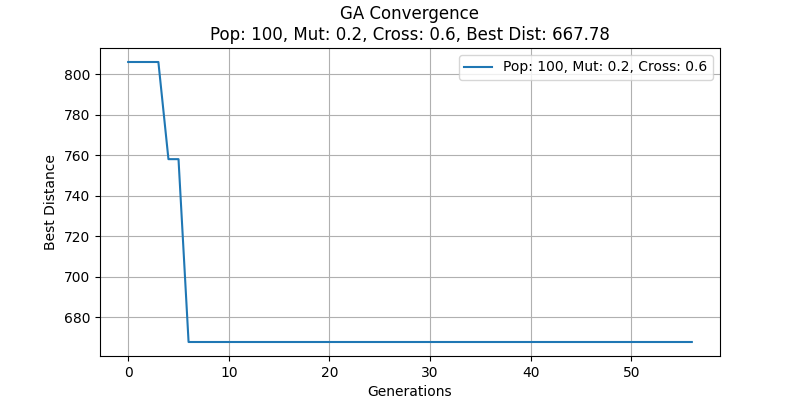 GA Convergence
Pop: 100, Mut: 0.2, Cross: 0.6, Best Dist: 667.78
Pop: 100, Mut: 0.2, Cross: 0.6
Best Distance
800
780
760
740
720
700
680
0 10 20 30 40 50
Generations